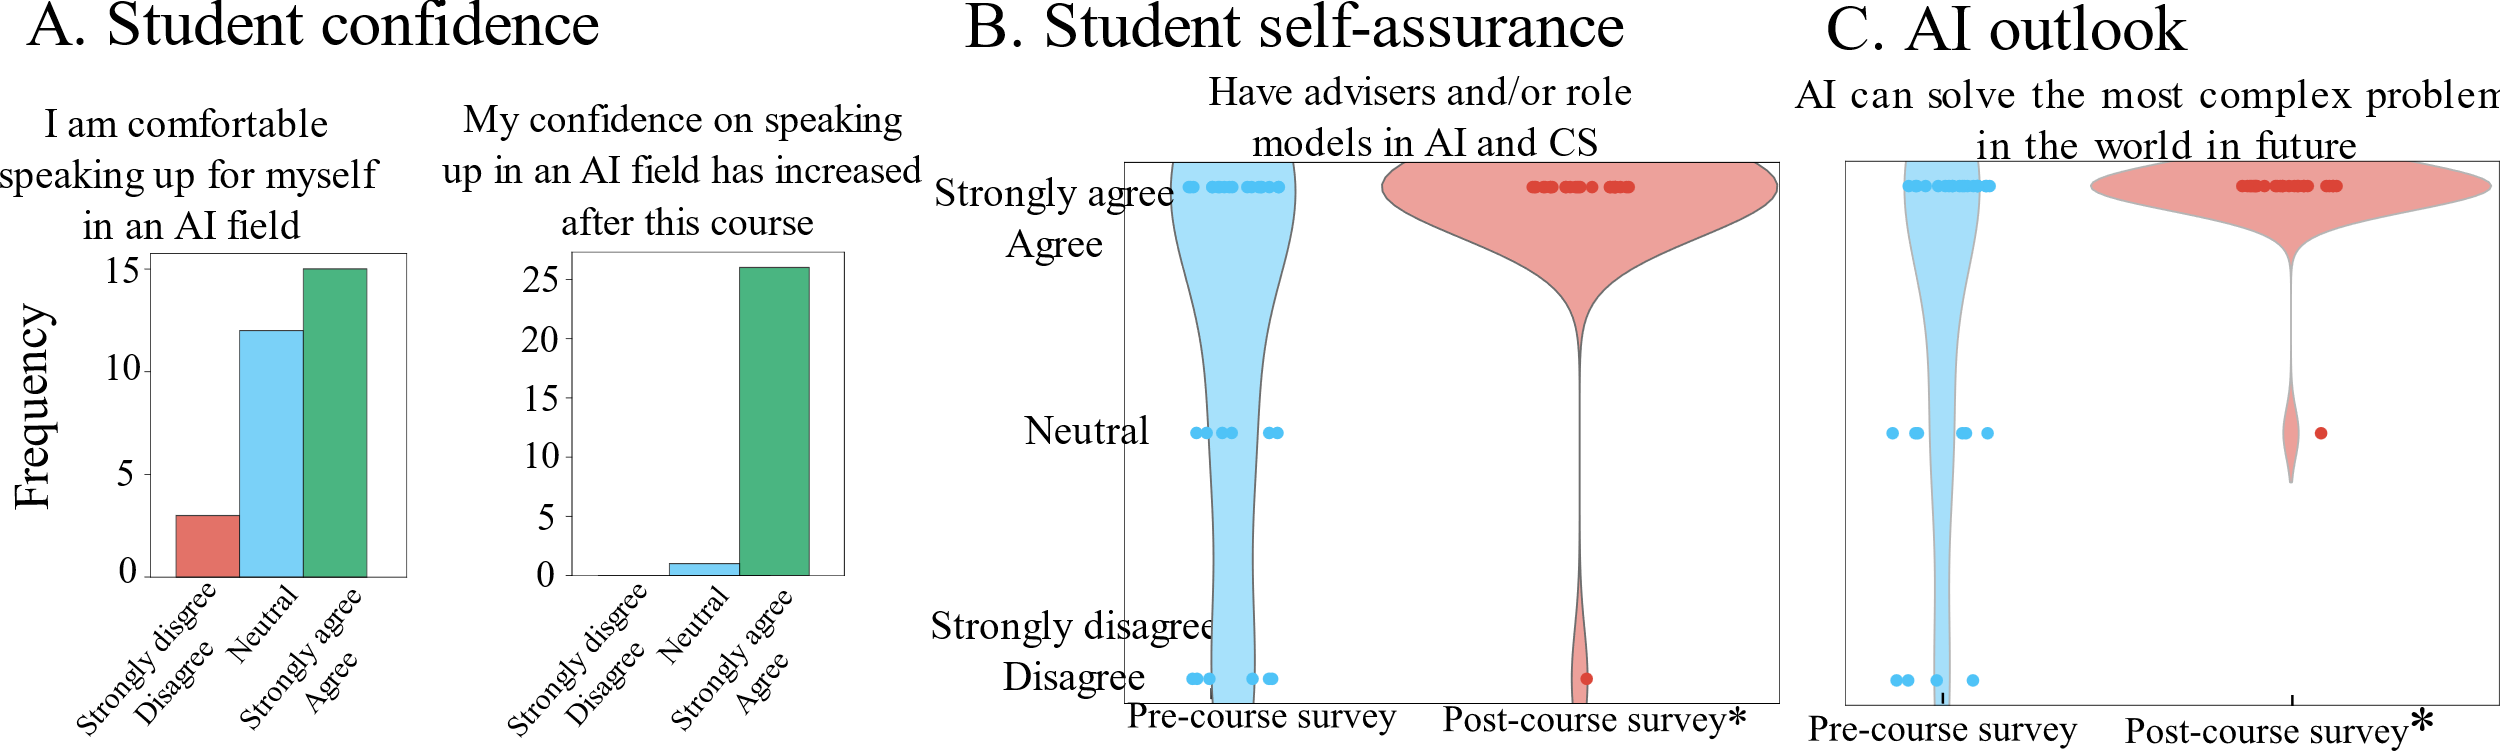 A. Student confidence
I am comfortable
speaking up for myself
in an AI field
My confidence on speaking
up in an AI field has increased
after this course
Frequency
15
10
5
0
Strongly disgree
Disagree
Neutral
Strongly agree
Agree
25
20
15
10
5
0
Strongly disgree
Disagree
Neutral
Strongly agree
Agree
B. Student self-assurance
Have advisers and/or role
models in AI and CS
Strongly agree
Agree
Neutral
Strongly disagree
Disagree
Pre-course survey
Post-course survey*
C. AI outlook
AI can solve the most complex problem
in the world in future
Pre-course survey
Post-course survey*